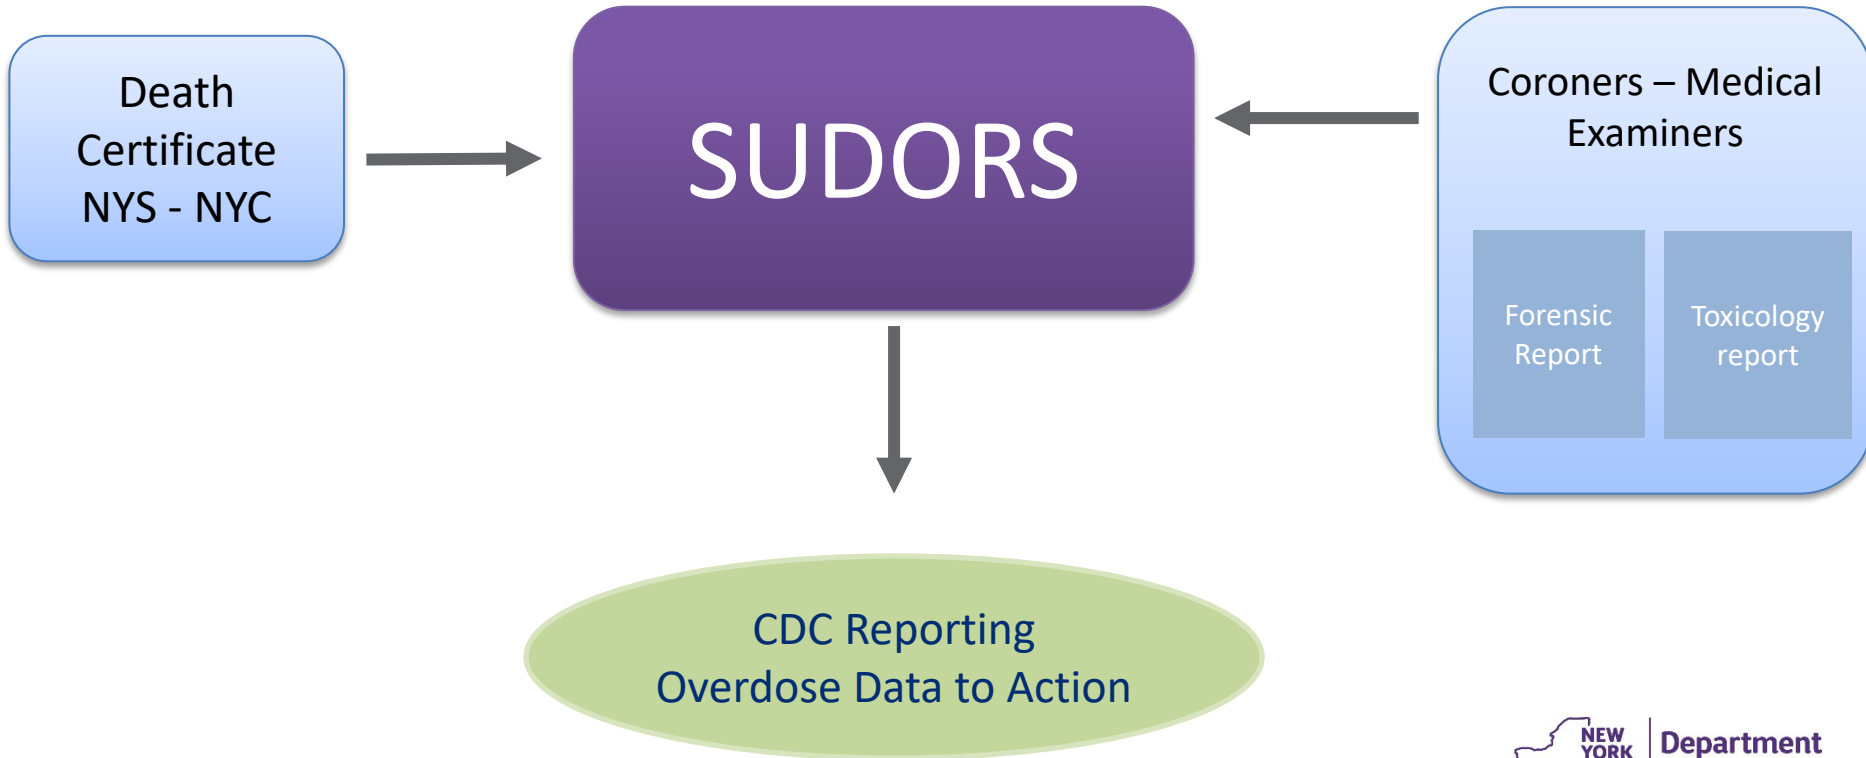 Death
Certificate
NYS - NYC
SUDORS
Coroners – Medical
Examiners
Forensic
Report
Toxicology
report
CDC Reporting
Overdose Data to Action
NEW
YORK
Department